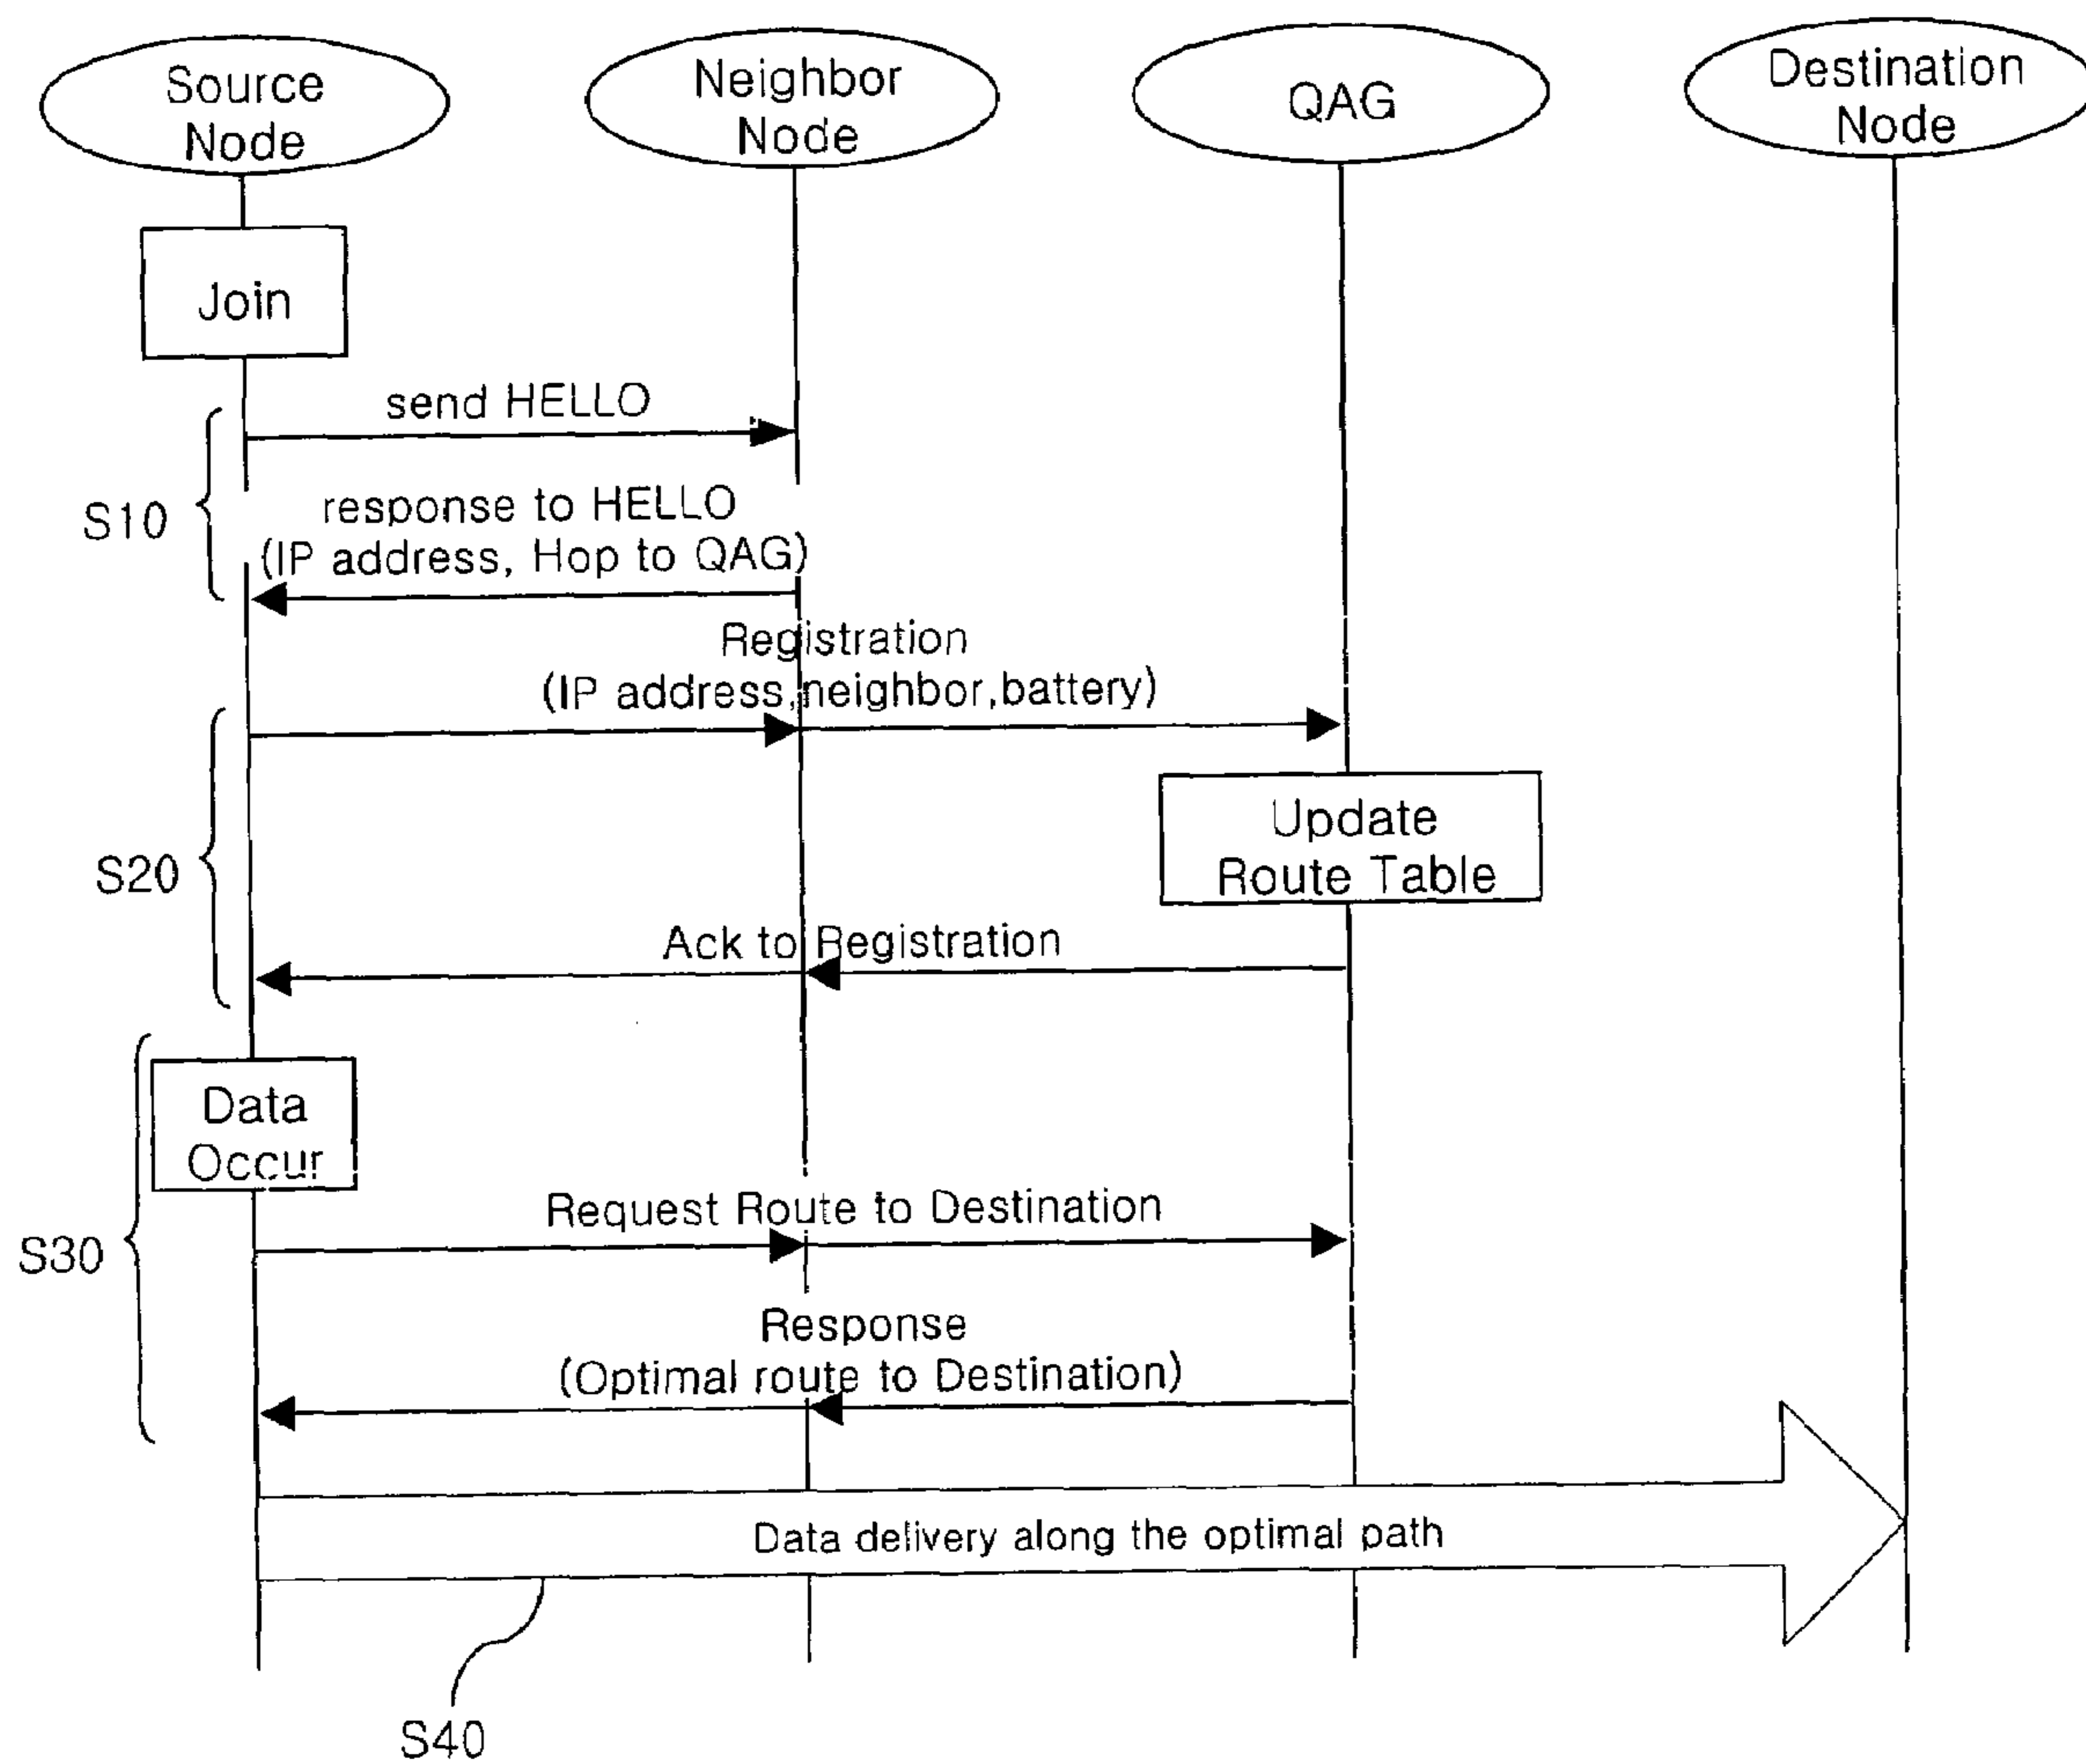 Source
Node
Neighbor
Node
QAG
Destination
Node
Join
send HELLO
S10
response to HELLO
(IP address, Hop to QAG)
Registration
(IP address,neighbor,battery)
Update
Route Table
S20
Ack to Registration
Data
Occur
Request Route to Destination
S30
Response
(Optimal route to Destination)
Data delivery along the optimal path
S40